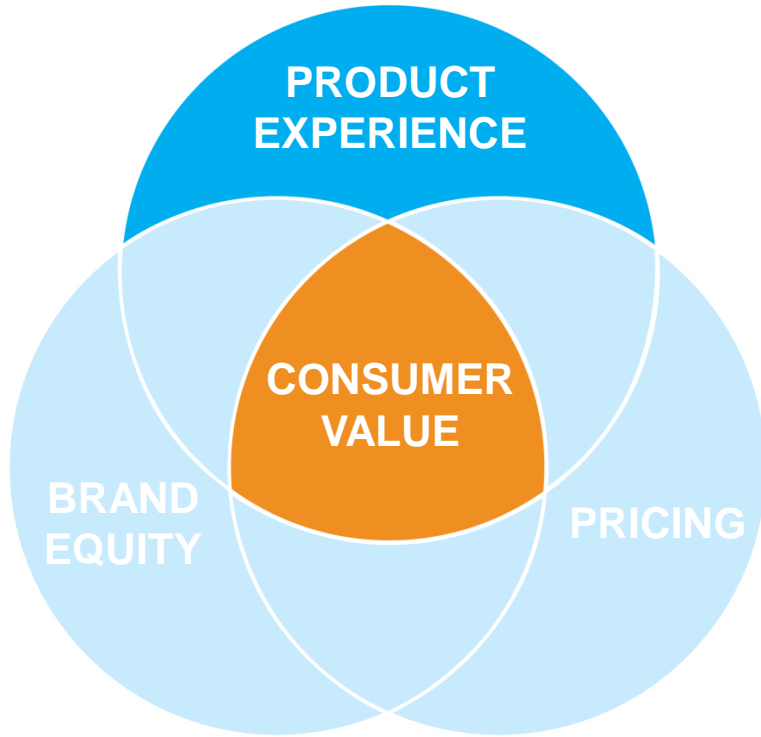 PRODUCT
EXPERIENCE
CONSUMER
VALUE
BRAND
EQUITY
PRICING